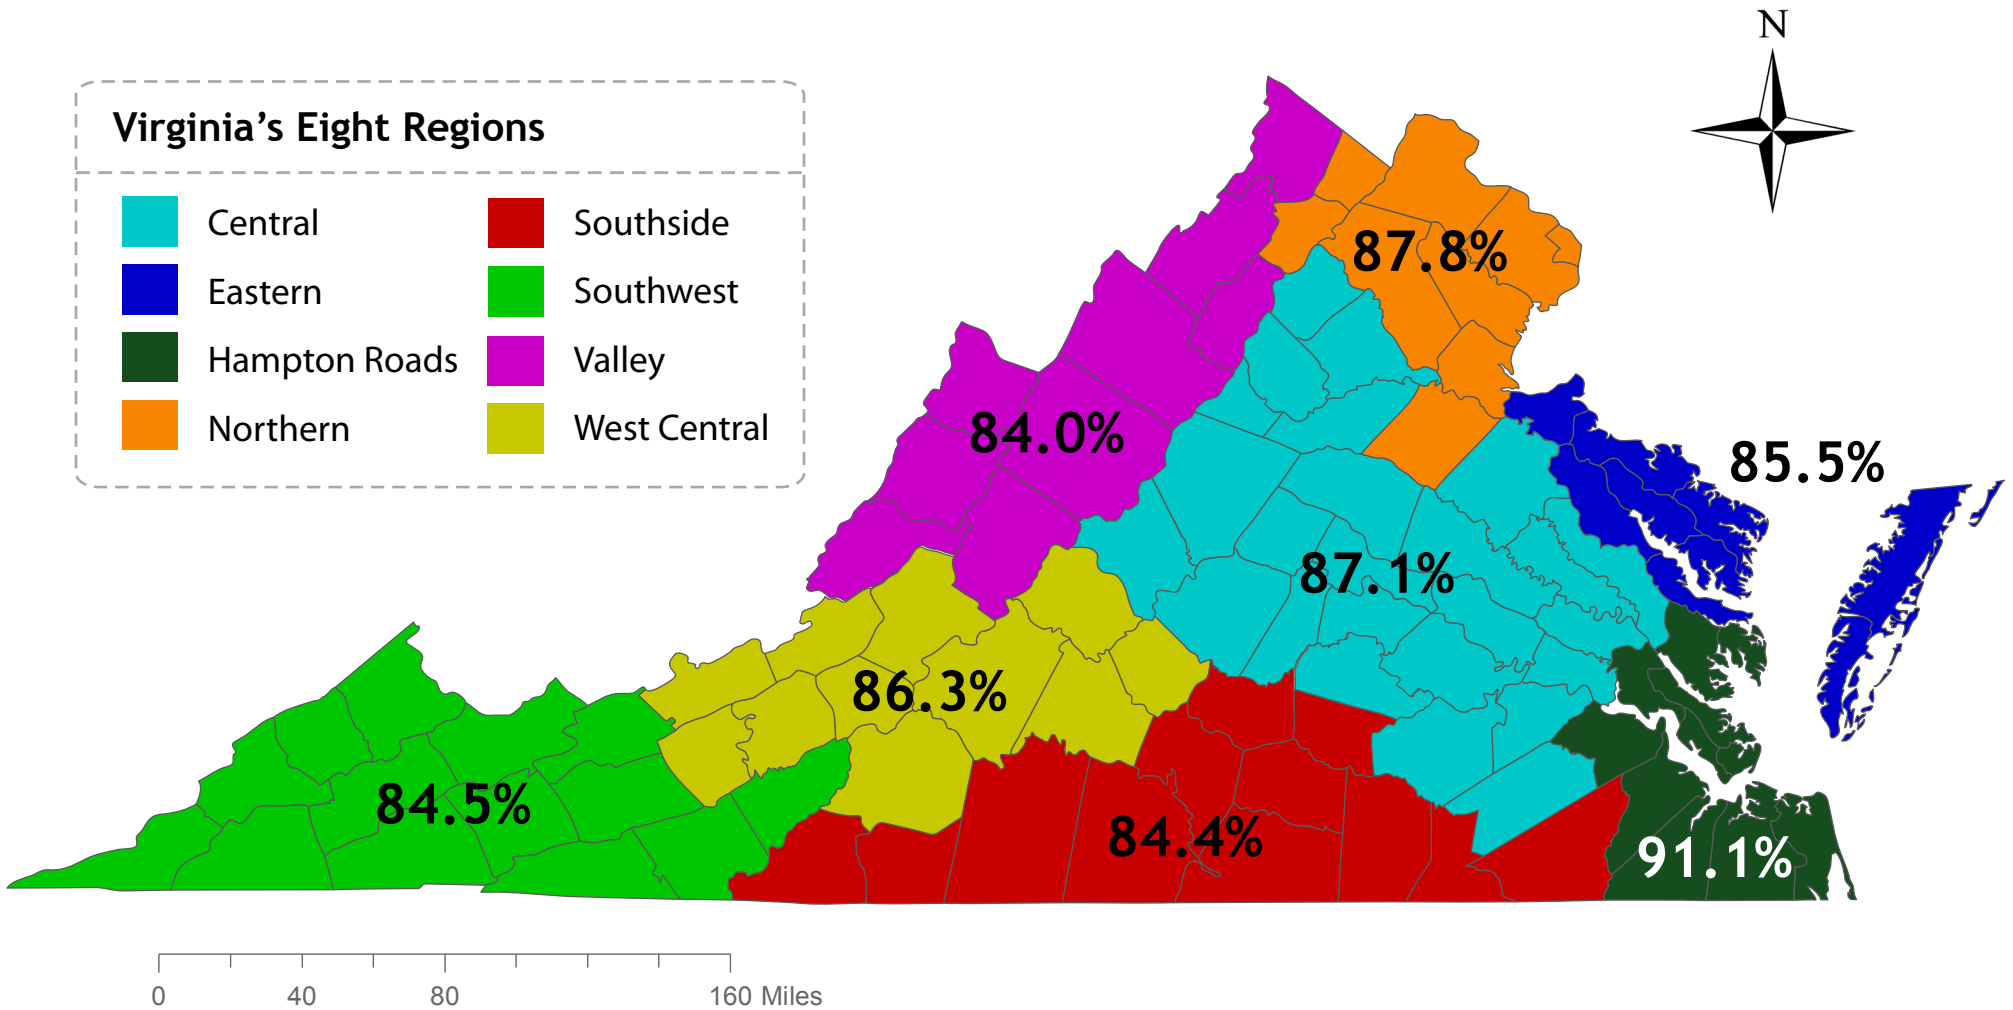 N
Virginia’s Eight Regions
Central
Eastern
Hampton Roads
Northern
Southside
Southwest
Valley
West Central
87.8%
84.0%
85.5%
87.1%
86.3%
84.5%
84.4%
91.1%
0 40 80 160 Miles